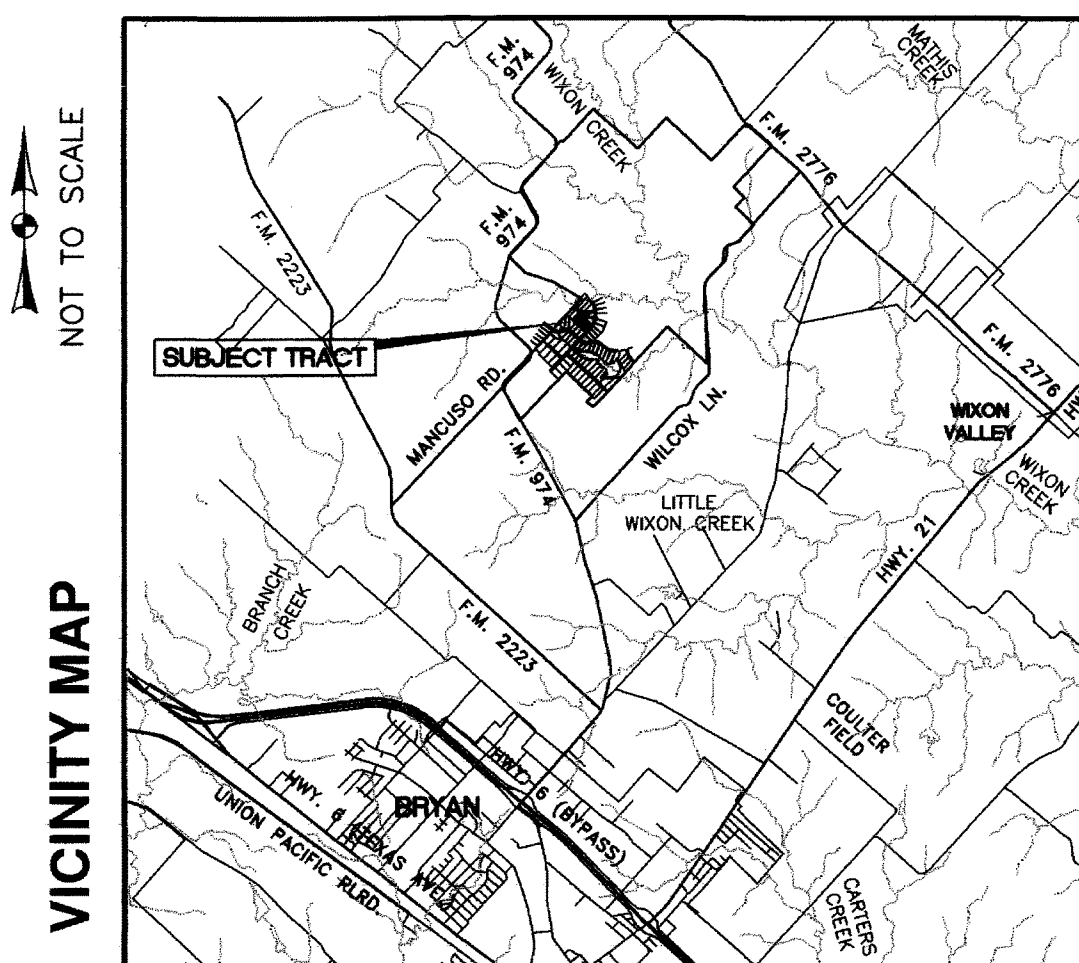 VICINITY MAP
NOT TO SCALE
F.M.
974
WIXON
CREEK
MATHIS
CREEK
F.M. 2776
F.M. 2223
F.M.
974
SUBJECT TRACT
MANCUSO RD.
F.M. 974
WILCOX LN.
F.M. 2776
HWY.
WIXON
VALLEY
WIXON
CREEK
LITTLE
WIXON CREEK
HWY. 21
BRANCH
CREEK
F.M. 2223
COULTER
FIELD
HWY. 6 (BYPASS)
BRYAN
HWY. 6 (TEXAS AVE)
UNION PACIFIC RLRD.
CARTERS
CREEK